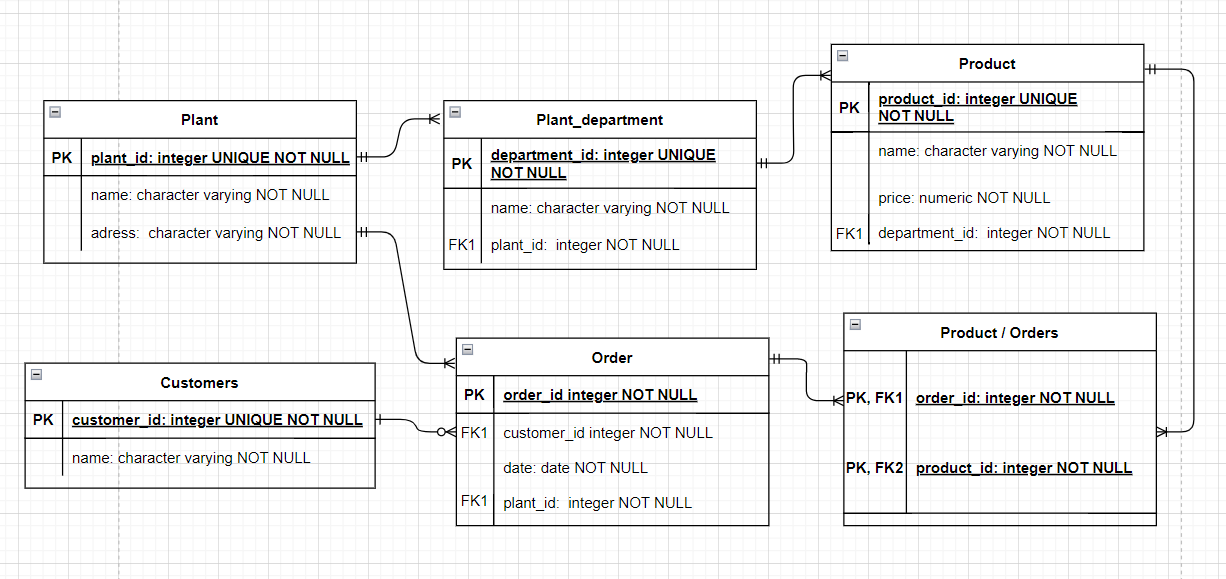 Plant
PK plant_id: integer UNIQUE NOT NULL
name: character varying NOT NULL
adress:  character varying NOT NULL
Plant_department
PK department_id: integer UNIQUE
NOT NULL
name: character varying NOT NULL
FK1 plant_id:  integer NOT NULL
Product
PK product_id: integer UNIQUE
NOT NULL
name: character varying NOT NULL
price: numeric NOT NULL
FK1 department_id:  integer NOT NULL
Customers
PK customer_id: integer UNIQUE NOT NULL
name: character varying NOT NULL
Order
PK order_id integer NOT NULL
FK1 customer_id integer NOT NULL
date: date NOT NULL
FK1 plant_id:  integer NOT NULL
Product / Orders
PK, FK1 order_id: integer NOT NULL
PK, FK2 product_id: integer NOT NULL